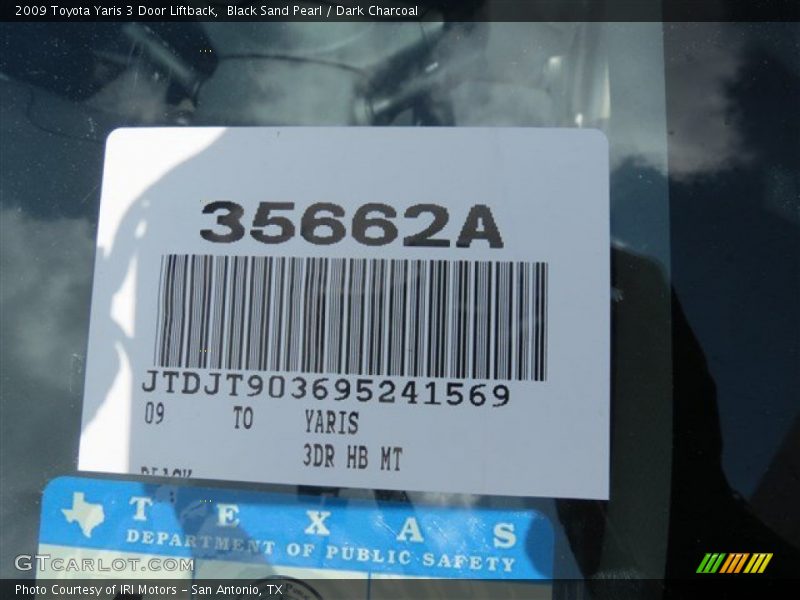 2009 Toyota Yaris 3 Door Liftback,  Black Sand Pearl / Dark Charcoal
35662A
JTDJT903695241569
09 TO YARIS
3DR HB MT
BLACK
TEXAS
DEPARTMENT OF PUBLIC SAFETY
GTcarlot.com
Photo Courtesy of IRI Motors – San Antonio, TX